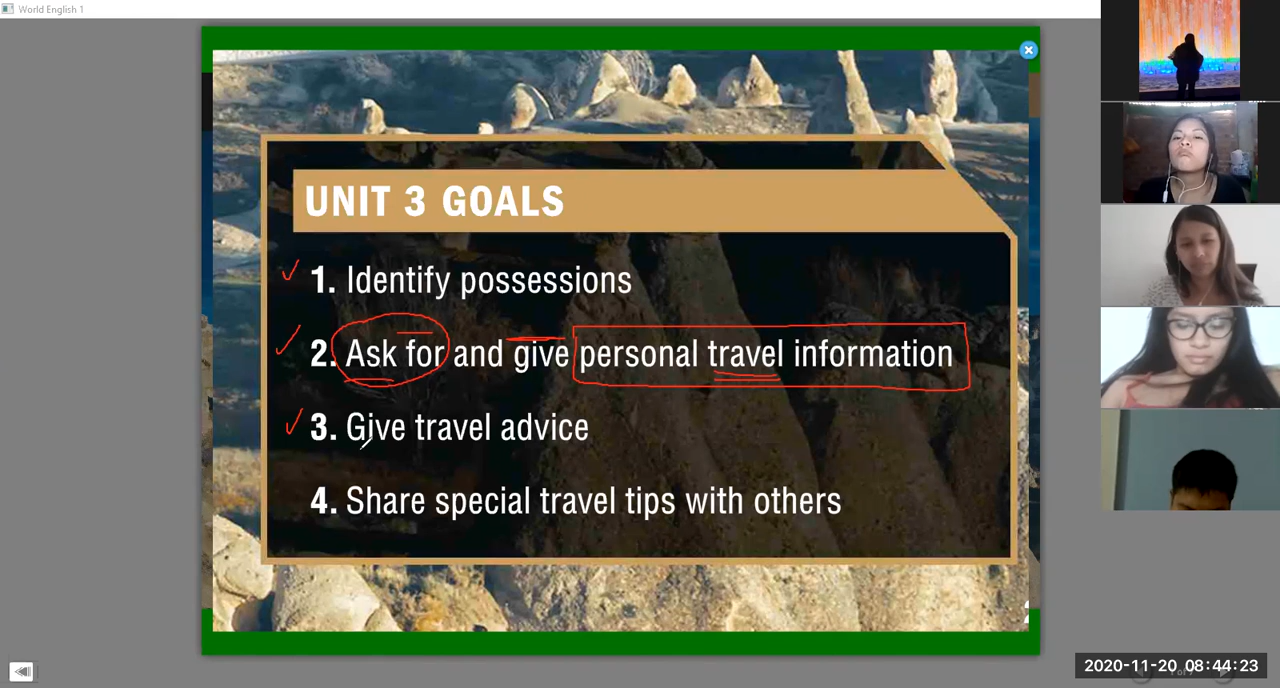 World English 1
UNIT 3 GOALS
1. Identify possessions
2. Ask for and give personal travel information
3. Give travel advice
4. Share special travel tips with others
2020-11-20 08:44:23